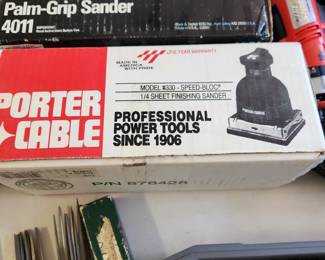 Palm-Grip Sander
4011
MADE IN
AMERICA
WITH PRIDE
ONE YEAR WARRANTY
PORTER
CABLE
MODEL #330 - SPEED-BLOC®
1/4 SHEET FINISHING SANDER
PROFESSIONAL
POWER TOOLS
SINCE 1906
P/N 876428